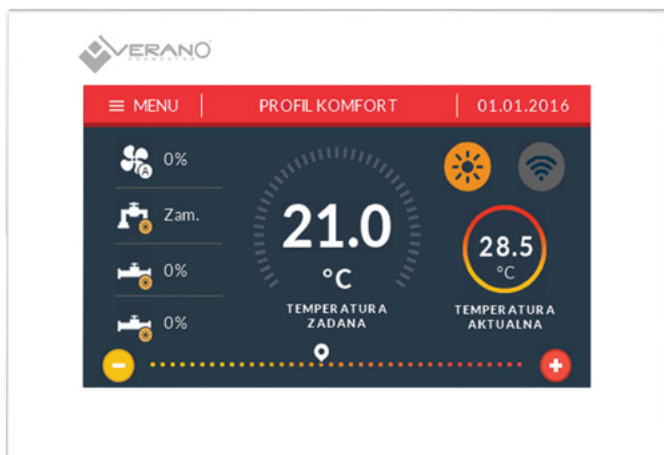 VERANO®
KONWEKTOR
MENU
PROFIL KOMFORT
01.01.2016
A
0%
Zam.
0%
0%
21.0
°C
TEMPERATURA
ZADANA
28.5
°C
TEMPERATURA
AKTUALNA